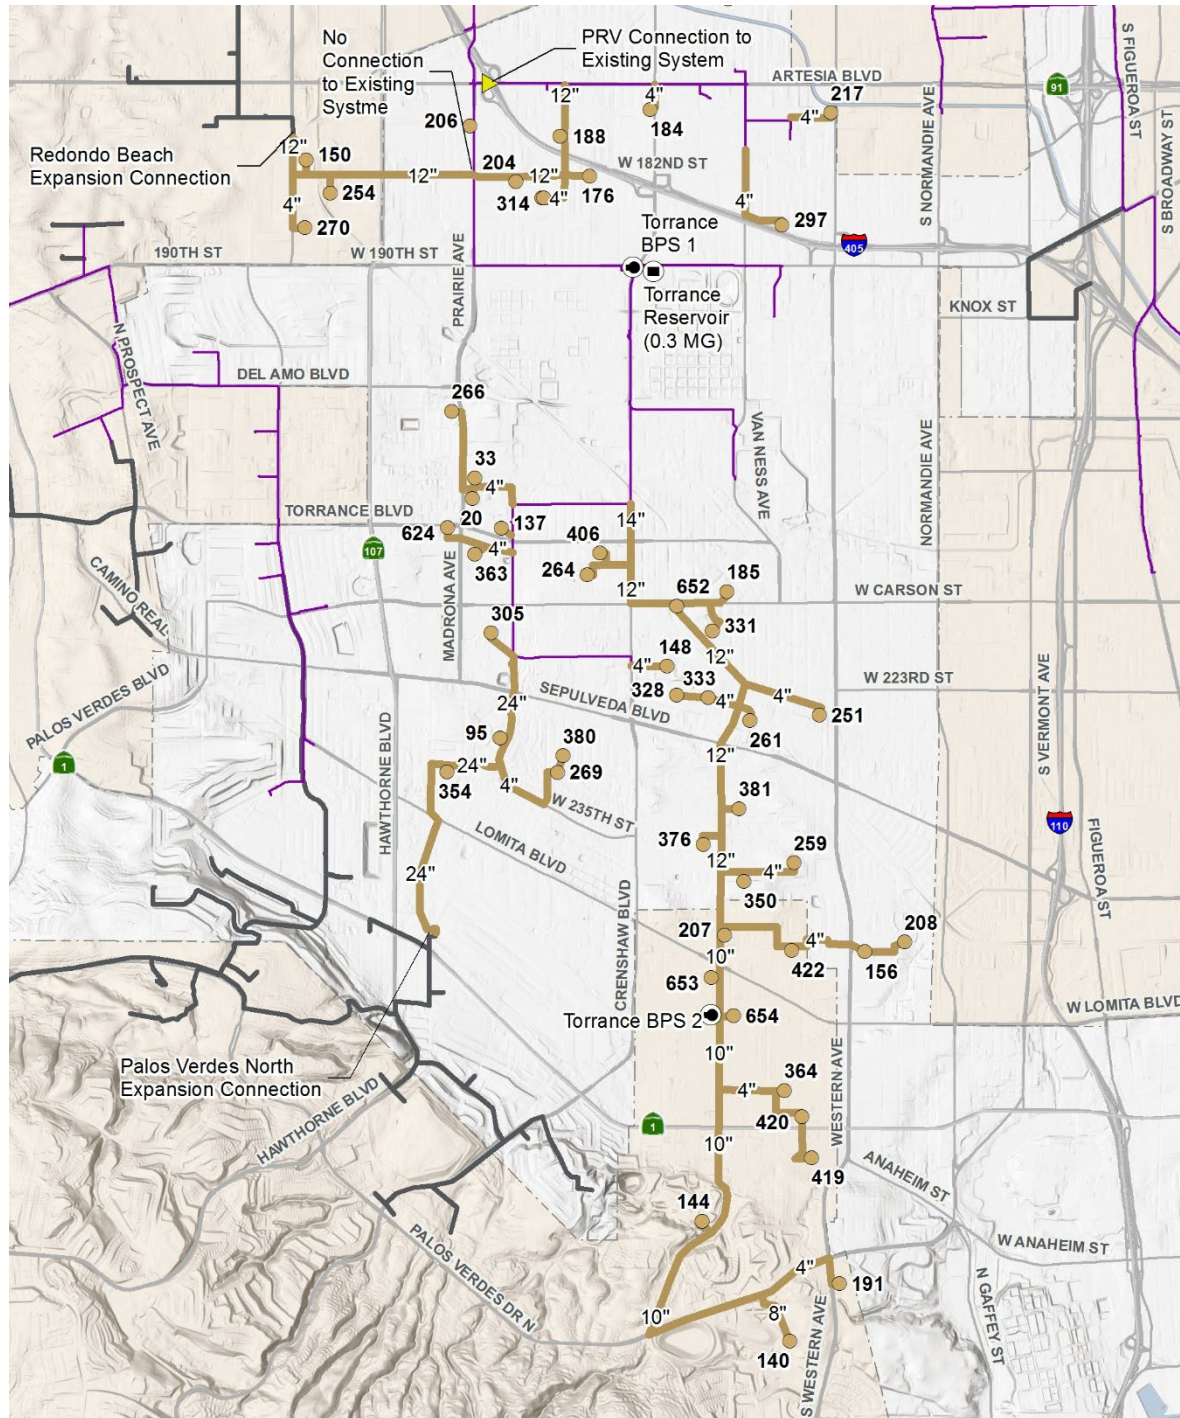 No
Connection
to Existing
Systme
PRV Connection to
Existing System
ARTESIA BLVD
91
S FIGUEROA ST
S BROADWAY ST
S NORMANDIE AVE
217
4"
12"
4"
184
206
188
Redondo Beach
Expansion Connection
12"
150
254
12"
204
12"
176
314
4"
W 182ND ST
4"
270
4"
297
405
190TH ST
W 190TH ST
PRAIRIE AVE
Torrance
BPS 1
Torrance
Reservoir
(0.3 MG)
KNOX ST
N PROSPECT AVE
DEL AMO BLVD
266
VAN NESS AVE
NORMANDIE AVE
33
4"
20
TORRANCE BLVD
624
137
4"
363
107
14"
406
264
12"
CAMINO REAL
MADRONA AVE
652
185
W CARSON ST
331
305
148
4"
12"
328
333
4"
4"
251
261
W 223RD ST
PALOS VERDES BLVD
1
24"
SEPULVEDA BLVD
S VERMONT AVE
95
380
269
24"
354
4"
W 235TH ST
12"
381
376
HAWTHORNE BLVD
LOMITA BLVD
24"
12"
259
4"
350
110
FIGUEROA ST
CRENSHAW BLVD
207
10"
422
4"
156
208
653
Torrance BPS 2
654
W LOMITA BLVD
10"
Palos Verdes North
Expansion Connection
HAWTHORNE BLVD
4"
364
420
419
1
10"
WESTERN AVE
ANAHEIM ST
W ANAHEIM ST
144
PALOS VERDES DR N
4"
191
10"
8"
140
S WESTERN AVE
N GAFFEY ST